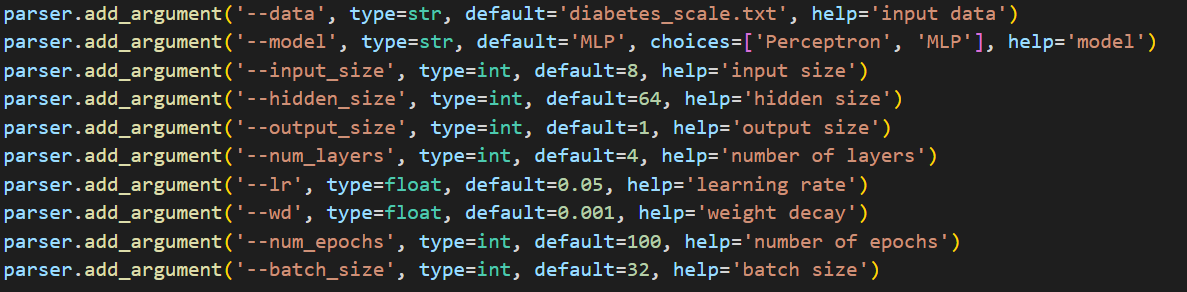 parser.add_argument('--data', type=str, default='diabetes_scale.txt', help='input data')
parser.add_argument('--model', type=str, default='MLP', choices=['Perceptron', 'MLP'], help='model')
parser.add_argument('--input_size', type=int, default=8, help='input size')
parser.add_argument('--hidden_size', type=int, default=64, help='hidden size')
parser.add_argument('--output_size', type=int, default=1, help='output size')
parser.add_argument('--num_layers', type=int, default=4, help='number of layers')
parser.add_argument('--lr', type=float, default=0.05, help='learning rate')
parser.add_argument('--wd', type=float, default=0.001, help='weight decay')
parser.add_argument('--num_epochs', type=int, default=100, help='number of epochs')
parser.add_argument('--batch_size', type=int, default=32, help='batch size')